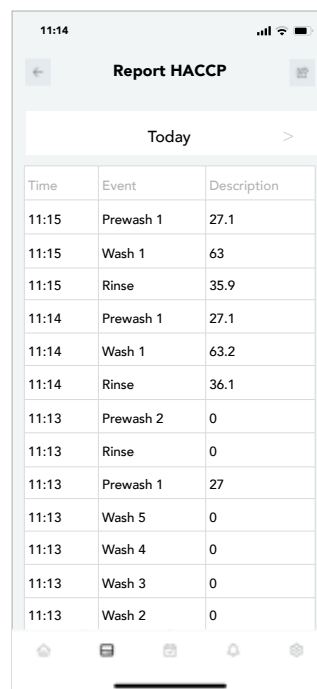 11:14
Report HACCP
Today >
Time Event Description
11:15 Prewash 1 27.1
11:15 Wash 1 63
11:15 Rinse 35.9
11:14 Prewash 1 27.1
11:14 Wash 1 63.2
11:14 Rinse 36.1
11:13 Prewash 2 0
11:13 Rinse 0
11:13 Prewash 1 27
11:13 Wash 5 0
11:13 Wash 4 0
11:13 Wash 3 0
11:13 Wash 2 0